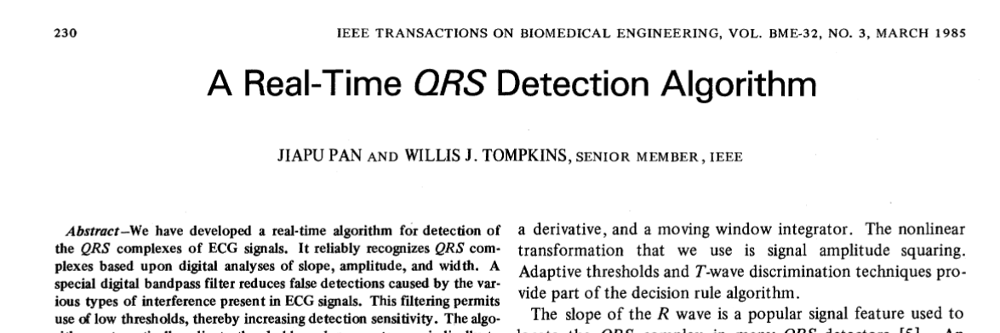 230
IEEE TRANSACTIONS ON BIOMEDICAL ENGINEERING, VOL. BME-32, NO. 3, MARCH 1985
A Real-Time QRS Detection Algorithm
JIAPU PAN AND WILLIS J. TOMPKINS, SENIOR MEMBER, IEEE
Abstract—We have developed a real-time algorithm for detection of
the QRS complexes of ECG signals. It reliably recognizes QRS com-
plexes based upon digital analyses of slope, amplitude, and width. A
special digital bandpass filter reduces false detections caused by the var-
ious types of interference present in ECG signals. This filtering permits
use of low thresholds, thereby increasing detection sensitivity. The algo-
a derivative, and a moving window integrator. The nonlinear
transformation that we use is signal amplitude squaring.
Adaptive thresholds and T-wave discrimination techniques pro-
vide part of the decision rule algorithm.
The slope of the R wave is a popular signal feature used to